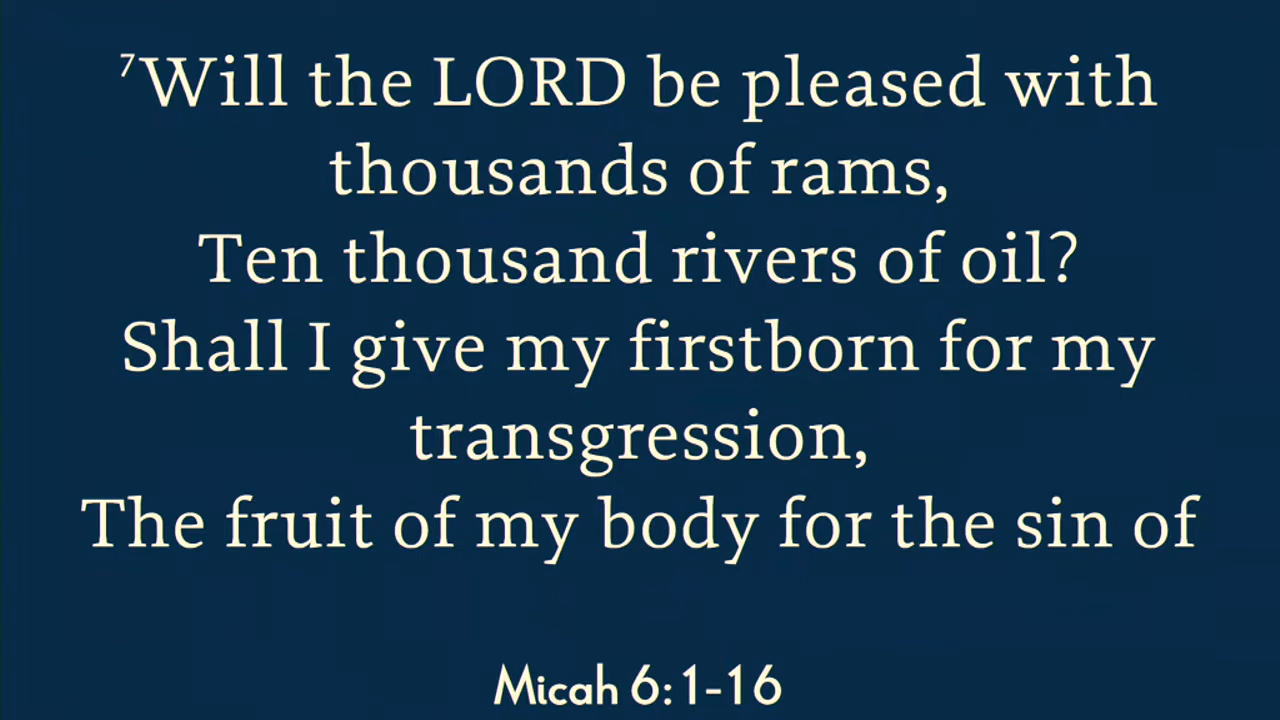 ⁷Will the LORD be pleased with
thousands of rams,
Ten thousand rivers of oil?
Shall I give my firstborn for my
transgression,
The fruit of my body for the sin of
Micah 6:1-16